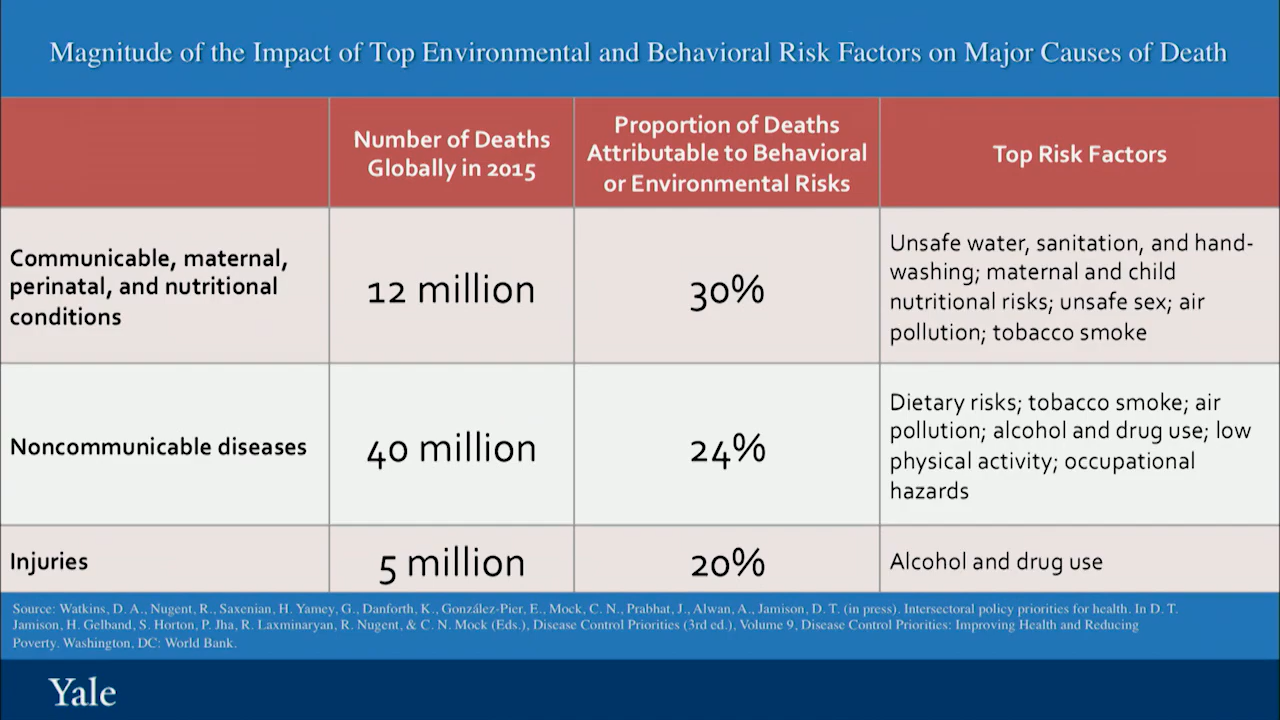 Magnitude of the Impact of Top Environmental and Behavioral Risk Factors on Major Causes of Death
Number of Deaths
Globally in 2015
Proportion of Deaths
Attributable to Behavioral
or Environmental Risks
Top Risk Factors
Communicable, maternal,
perinatal, and nutritional
conditions
12 million
30%
Unsafe water, sanitation, and hand-
washing; maternal and child
nutritional risks; unsafe sex; air
pollution; tobacco smoke
Noncommunicable diseases
40 million
24%
Dietary risks; tobacco smoke; air
pollution; alcohol and drug use; low
physical activity; occupational
hazards
Injuries
5 million
20%
Alcohol and drug use
Source: Watkins, D. A., Nugent, R., Saxenian, H. Yamey, G., Danforth, K., González-Pier, E., Mock, C. N., Prabhat, J., Alwan, A., Jamison, D. T. (in press). Intersectoral policy priorities for health. In D. T.
Jamison, H. Gelband, S. Horton, P. Jha, R. Laxminaryan, R. Nugent, & C. N. Mock (Eds.), Disease Control Priorities (3rd ed.), Volume 9, Disease Control Priorities: Improving Health and Reducing
Poverty. Washington, DC: World Bank.
Yale